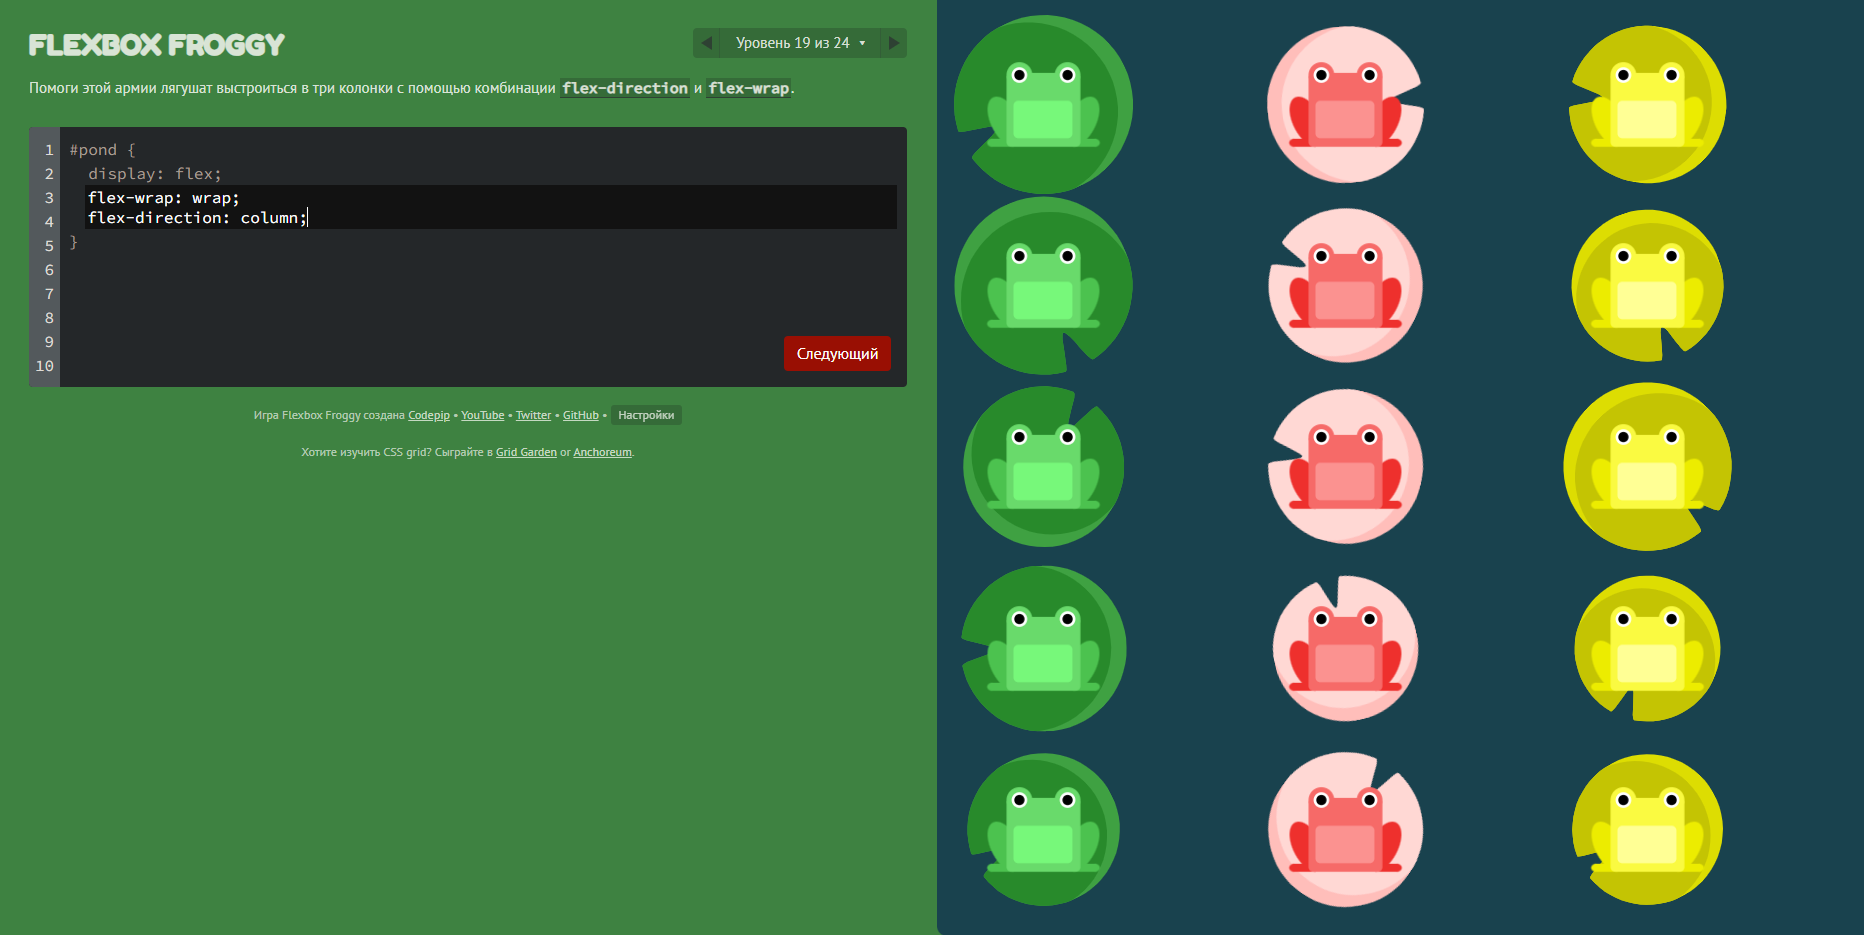 FLEXBOX FROGGY
Уровень 19 из 24
Помоги этой армии лягушат выстроиться в три колонки с помощью комбинации flex-direction и flex-wrap.
1 #pond {
2 display: flex;
3 flex-wrap: wrap;
4 flex-direction: column;
5 }
6
7
8
9
10
Следующий
Игра Flexbox Froggy создана Codepip • YouTube • Twitter • GitHub • Настройки
Хотите изучить CSS grid? Сыграйте в Grid Garden or Anchoreum.